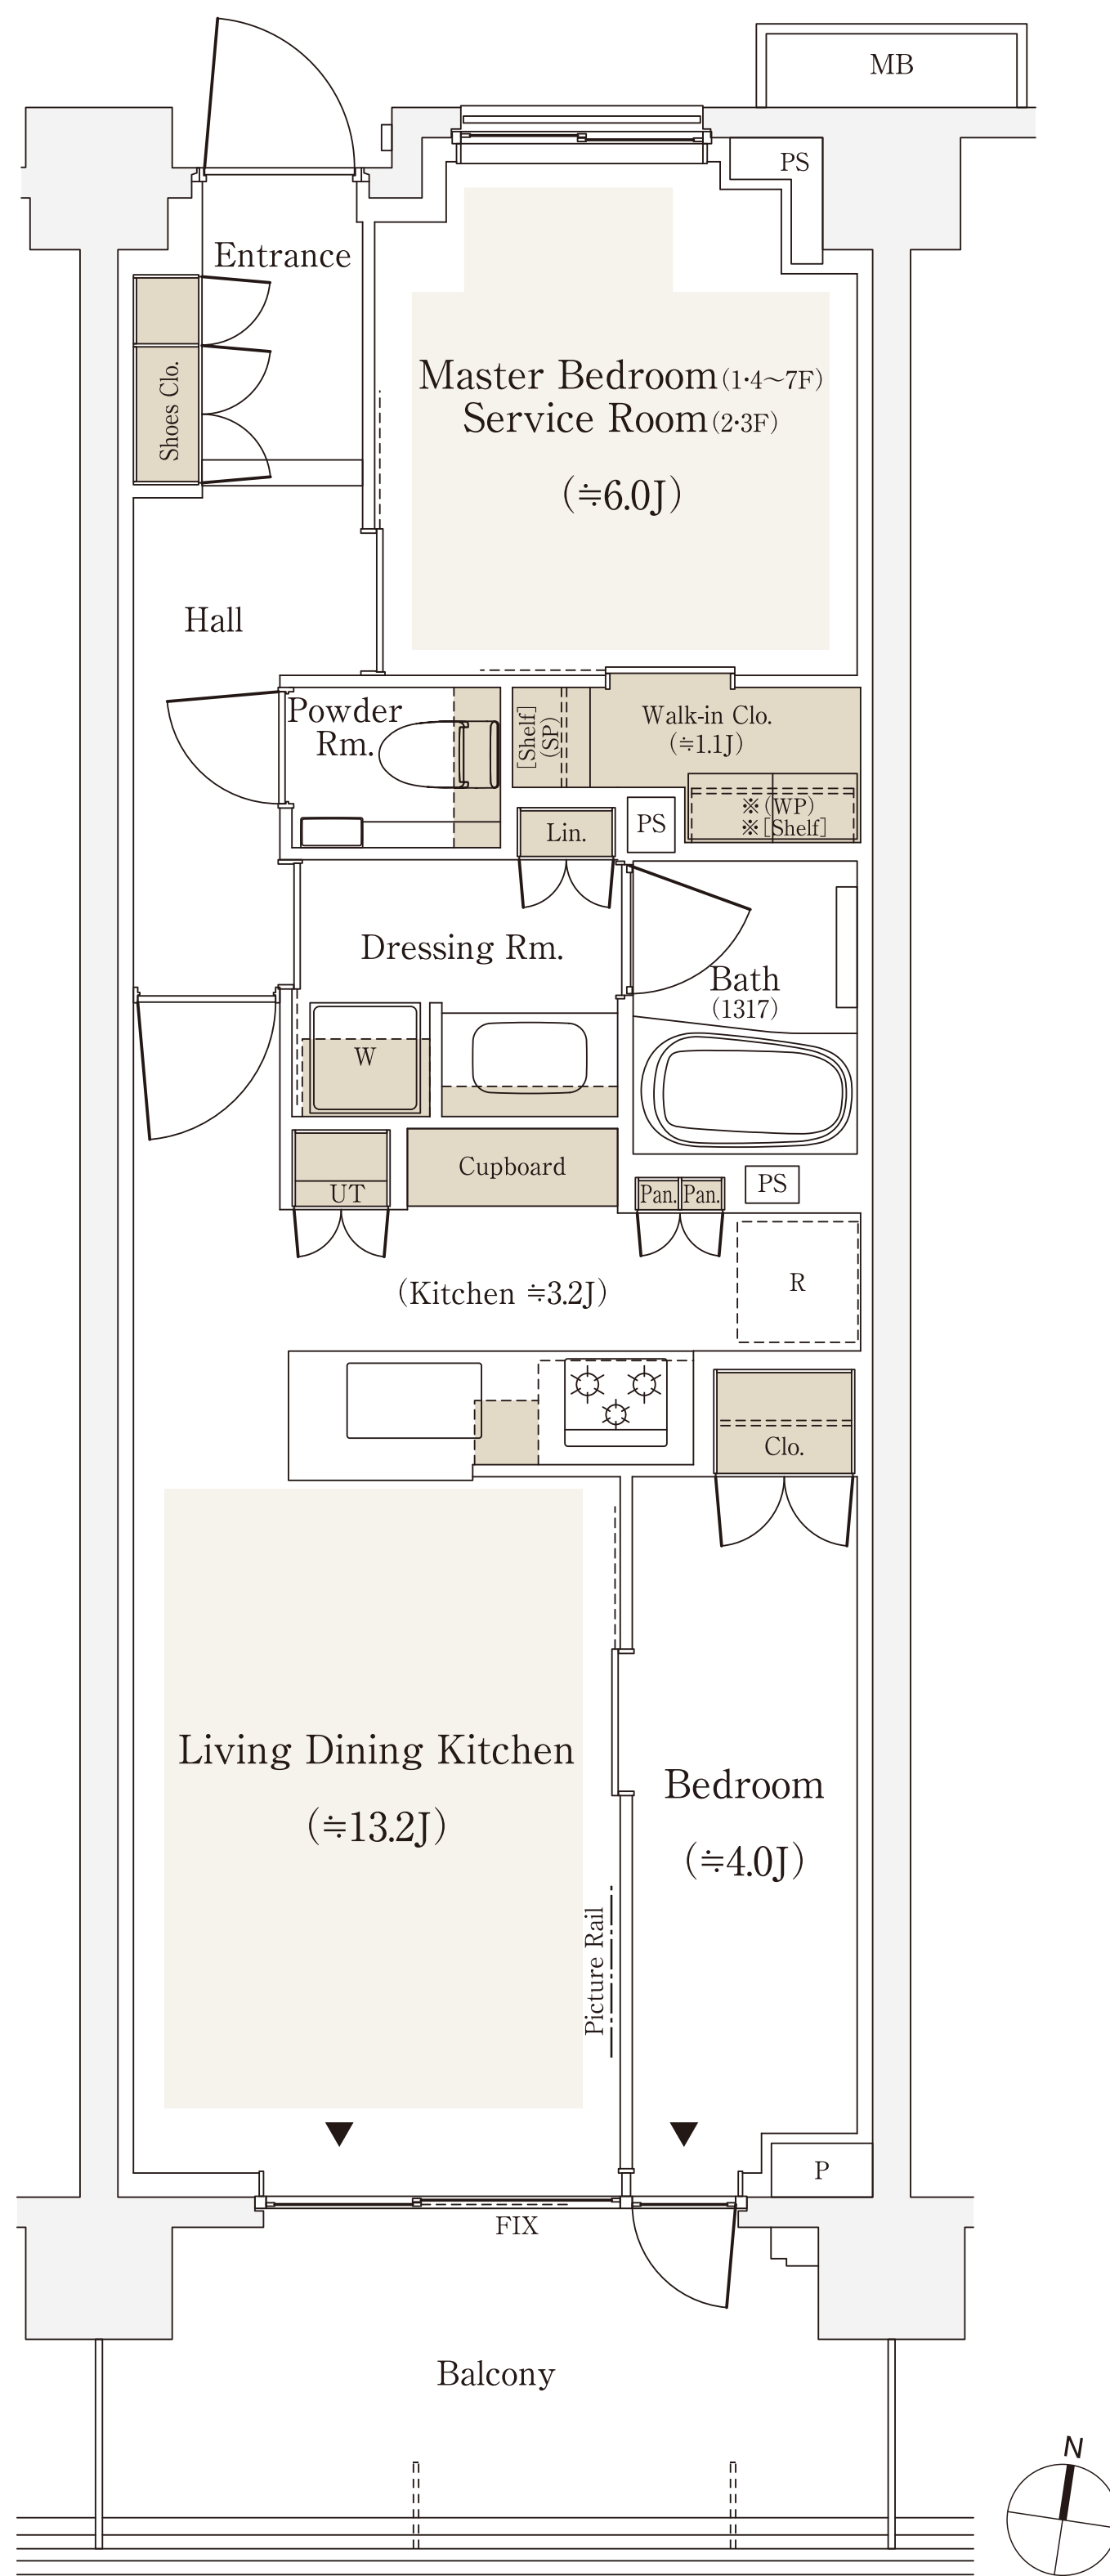 MB
PS
Entrance
Shoes Clo.
Master Bedroom(1·4～7F)
Service Room(2·3F)
(≒6.0J)
Hall
Powder
Rm.
[Shelf]
(SP)
Walk-in Clo.
(≒1.1J)
※(WP)
※[Shelf]
Lin.
PS
Dressing Rm.
Bath
(1317)
W
Cupboard
UT
Pan.
Pan.
PS
(Kitchen ≒3.2J)
R
Clo.
Living Dining Kitchen
(≒13.2J)
Bedroom
(≒4.0J)
Picture Rail
P
FIX
Balcony
N